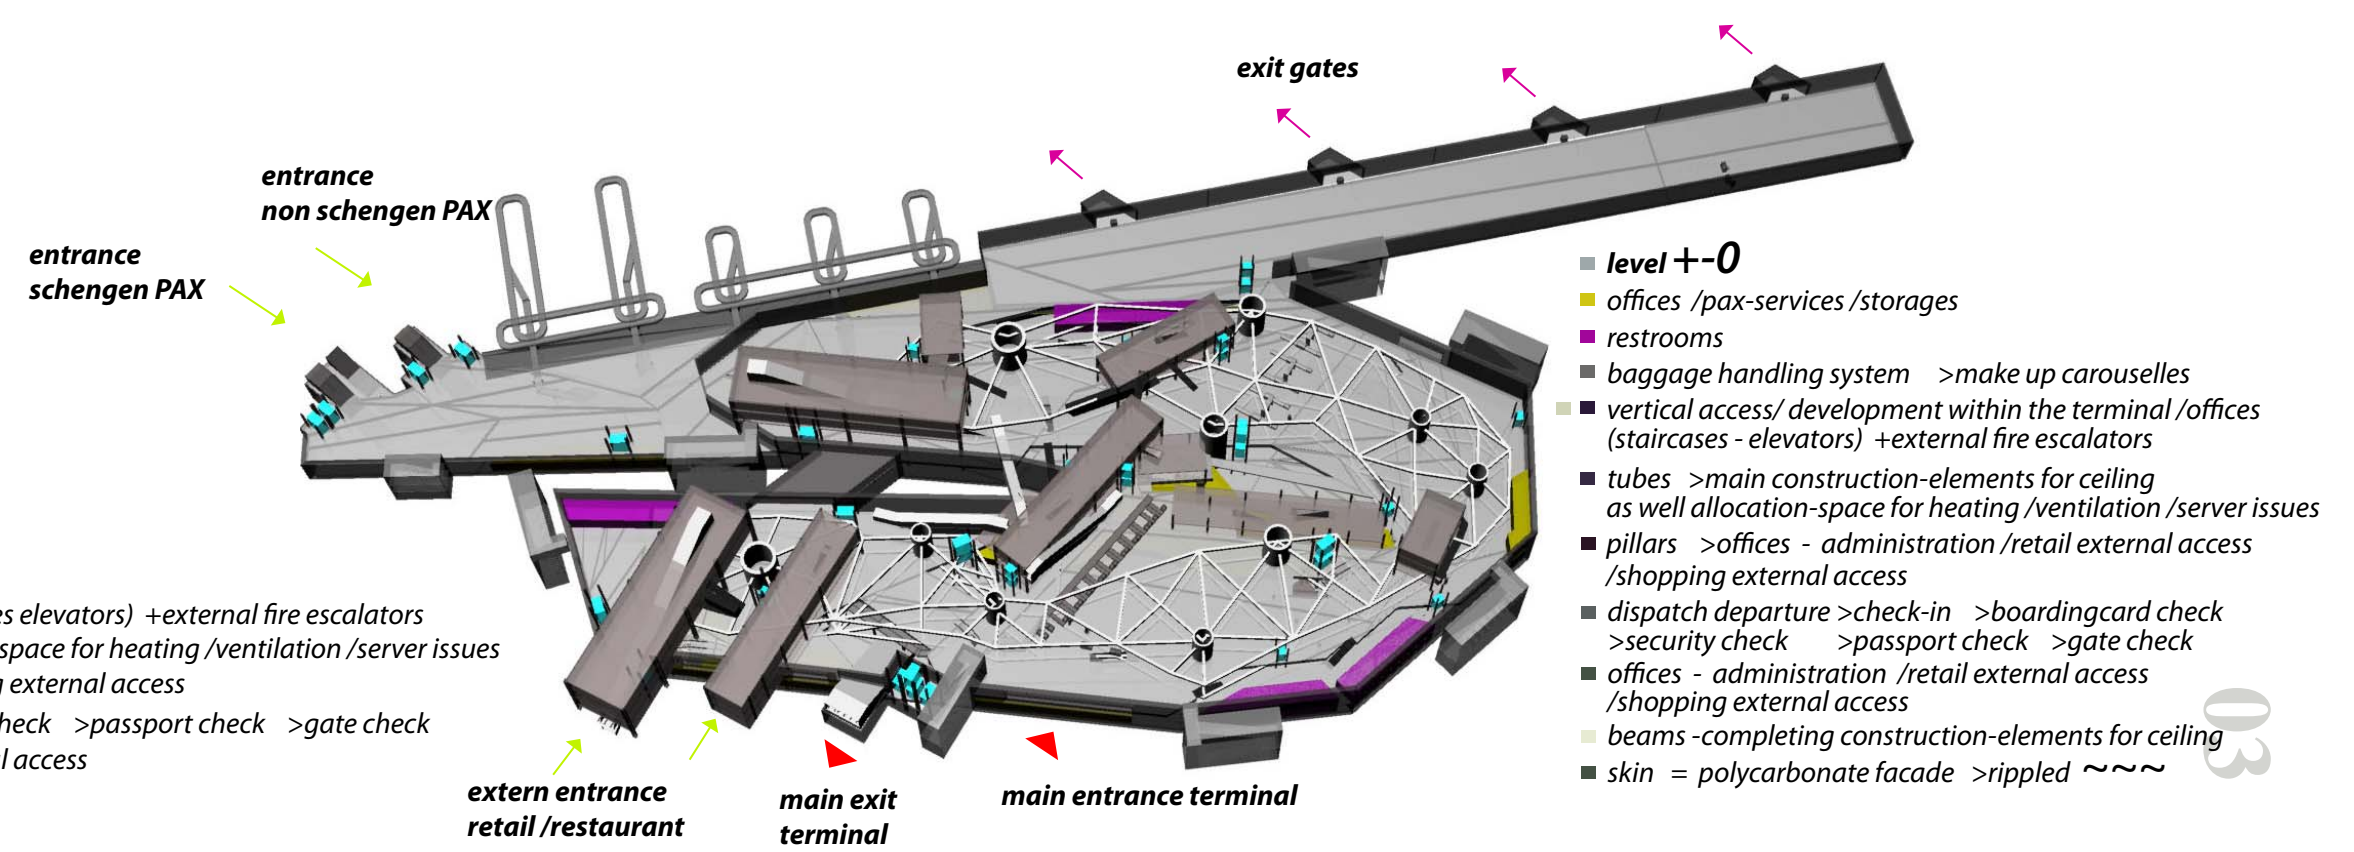 exit gates
entrance
non schengen PAX
entrance
schengen PAX
level +-0
offices /pax-services /storages
restrooms
baggage handling system >make up carouselles
vertical access/ development within the terminal /offices
(staircases - elevators) +external fire escalators
tubes >main construction-elements for ceiling
as well allocation-space for heating /ventilation /server issues
pillars >offices - administration /retail external access
/shopping external access
dispatch departure >check-in >boardingcard check
>security check >passport check >gate check
offices - administration /retail external access
/shopping external access
beams -completing construction-elements for ceiling
skin = polycarbonate facade >rippled ~~~
03
es elevators) +external fire escalators
space for heating /ventilation /server issues
g external access
heck >passport check >gate check
l access
extern entrance
retail /restaurant
main exit
terminal
main entrance terminal